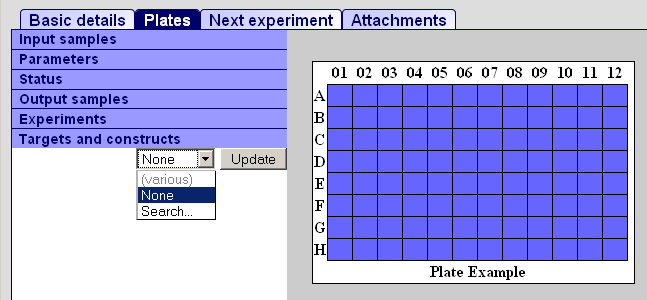 Basic details Plates Next experiment Attachments
Input samples
Parameters
Status
Output samples
Experiments
Targets and constructs
None Update
(various)
None
Search...
01 02 03 04 05 06 07 08 09 10 11 12
A
B
C
D
E
F
G
H
Plate Example